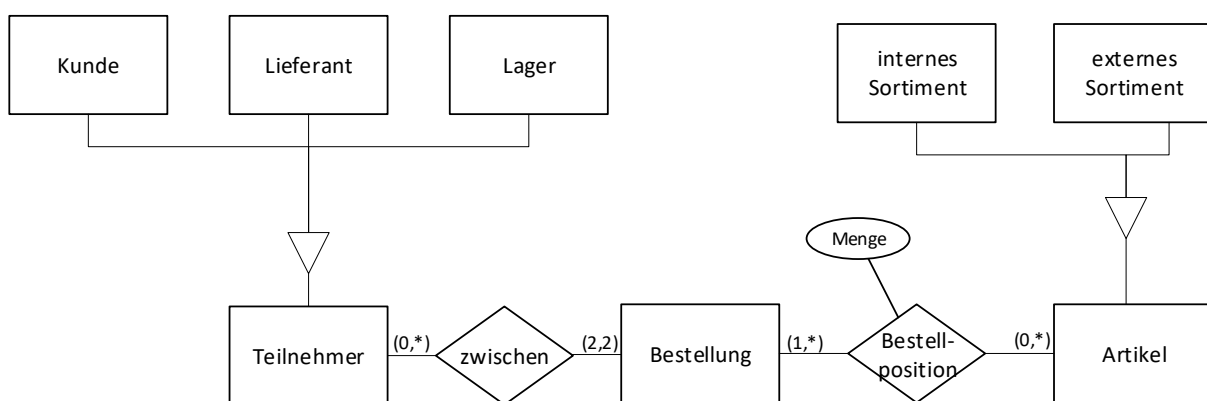 Kunde
Lieferant
Lager
internes
Sortiment
externes
Sortiment
Menge
Teilnehmer
(0,*)
zwischen
(2,2)
Bestellung
(1,*)
Bestell-
position
(0,*)
Artikel